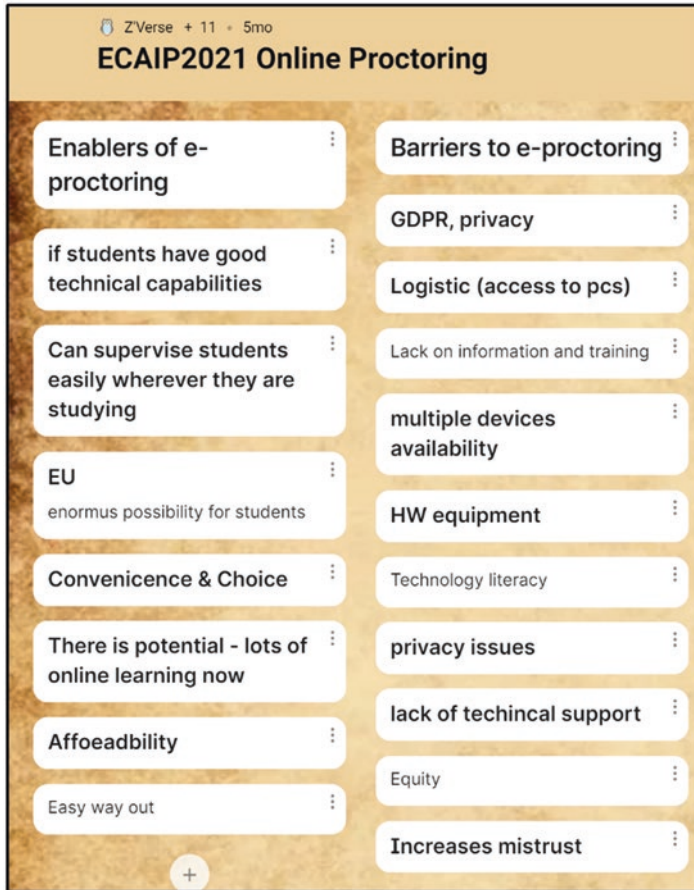 Z'Verse + 11 • 5mo
ECAIP2021 Online Proctoring
Enablers of e-
proctoring
if students have good
technical capabilities
Can supervise students
easily wherever they are
studying
EU
enormus possibility for students
Convenicence & Choice
There is potential - lots of
online learning now
Affoeadbility
Easy way out
+
Barriers to e-proctoring
GDPR, privacy
Logistic (access to pcs)
Lack on information and training
multiple devices
availability
HW equipment
Technology literacy
privacy issues
lack of techincal support
Equity
Increases mistrust